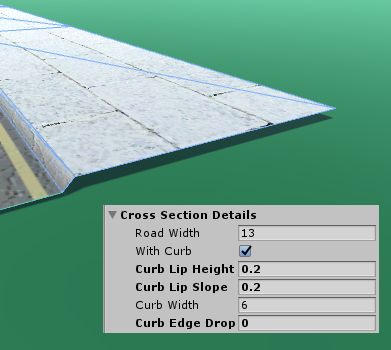 Cross Section Details
Road Width 13
With Curb
Curb Lip Height 0.2
Curb Lip Slope 0.2
Curb Width 6
Curb Edge Drop 0